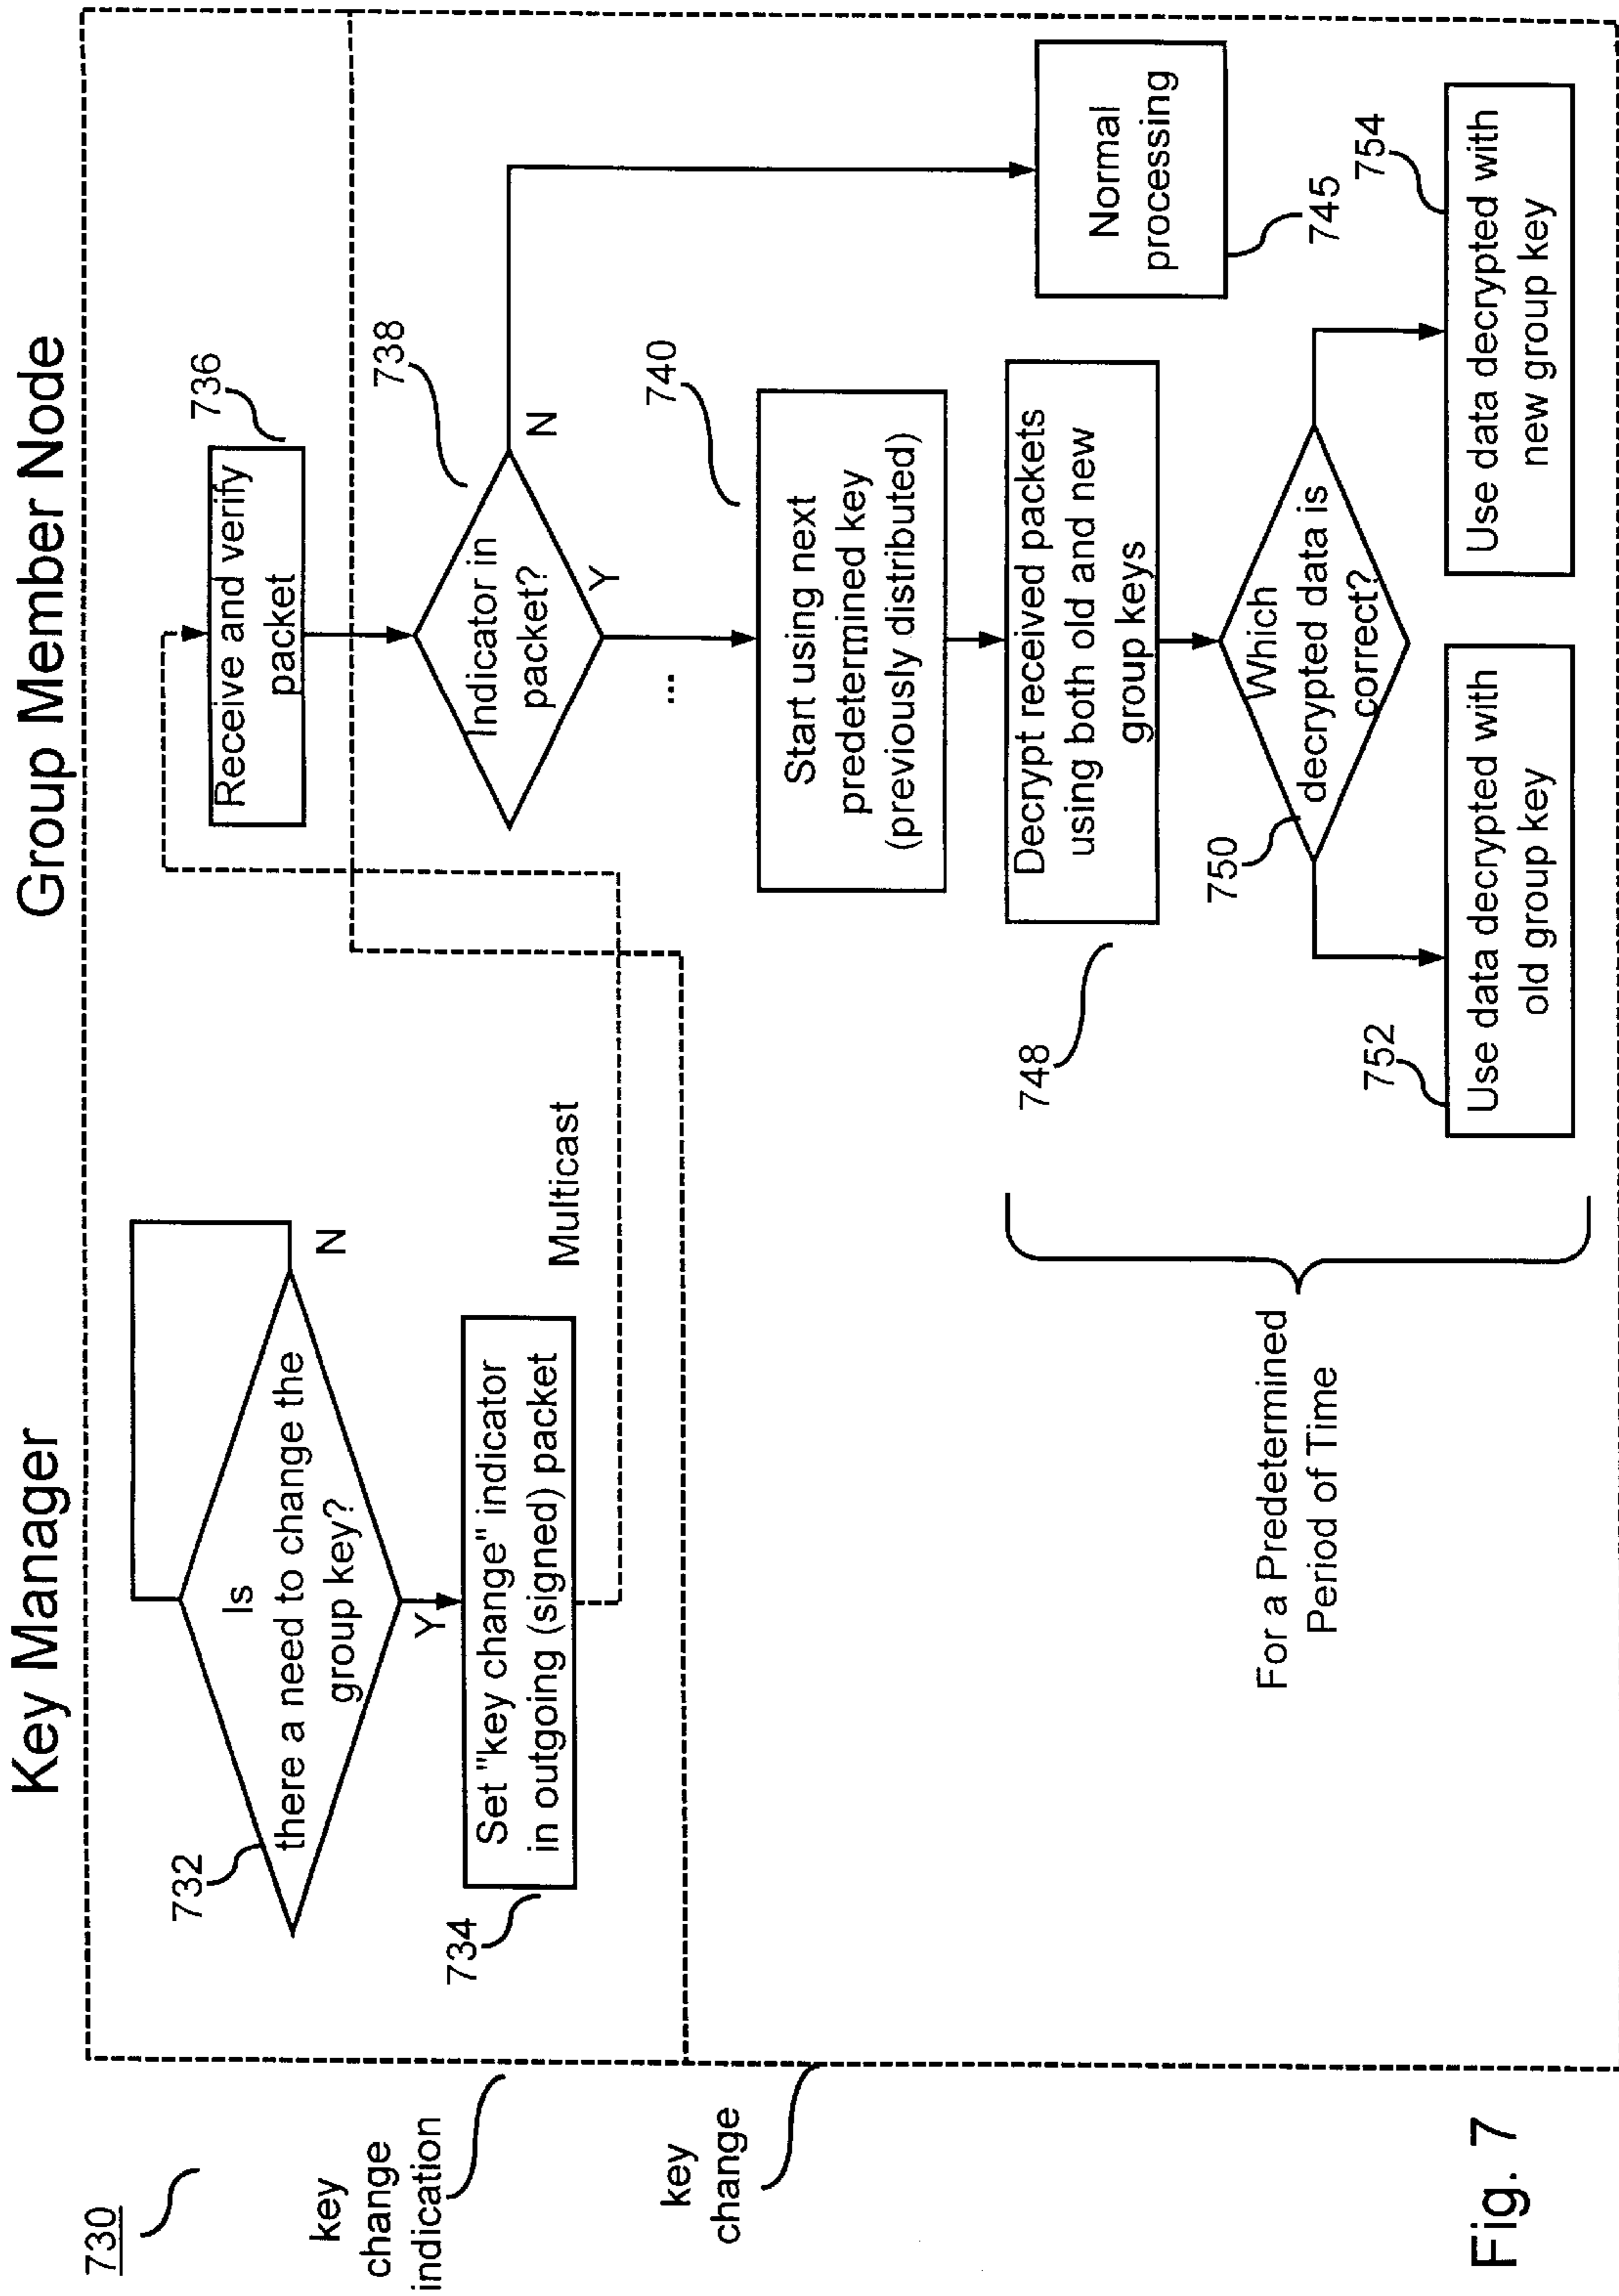 Key Manager
Group Member Node
730
key
change
indication
key
change
732
Is
there a need to change the
group key?
N
Y
734
Set "key change" indicator
in outgoing (signed) packet
Multicast
736
Receive and verify
packet
738
Indicator in
packet?
N
Y
...
740
Start using next
predetermined key
(previously distributed)
Normal
processing
745
748
Decrypt received packets
using both old and new
group keys
For a Predetermined
Period of Time
750
Which
decrypted data is
correct?
752
Use data decrypted with
old group key
754
Use data decrypted with
new group key
Fig. 7